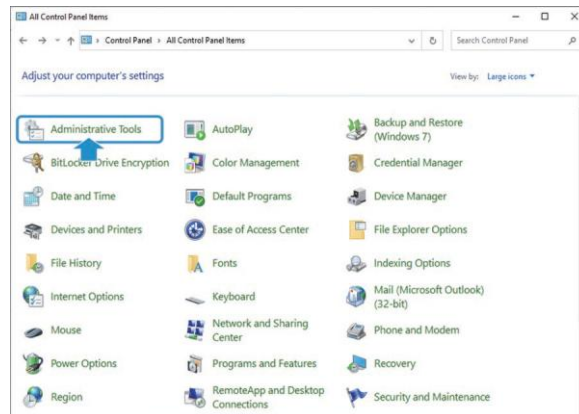 All Control Panel Items
Control Panel > All Control Panel Items
Search Control Panel
Adjust your computer's settings
View by: Large icons
Administrative Tools
AutoPlay
Backup and Restore
(Windows 7)
BitLocker Drive Encryption
Color Management
Credential Manager
Date and Time
Default Programs
Device Manager
Devices and Printers
Ease of Access Center
File Explorer Options
File History
Fonts
Indexing Options
Internet Options
Keyboard
Mail (Microsoft Outlook)
(32-bit)
Mouse
Network and Sharing
Center
Phone and Modem
Power Options
Programs and Features
Recovery
Region
RemoteApp and Desktop
Connections
Security and Maintenance